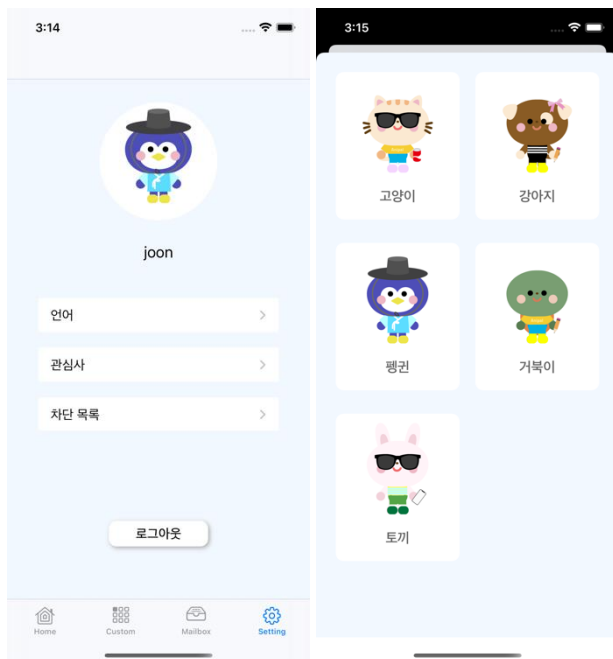 3:14
joon
언어
관심사
차단 목록
로그아웃
Home
Custom
Mailbox
Setting
3:15
고양이
강아지
펭귄
거북이
토끼